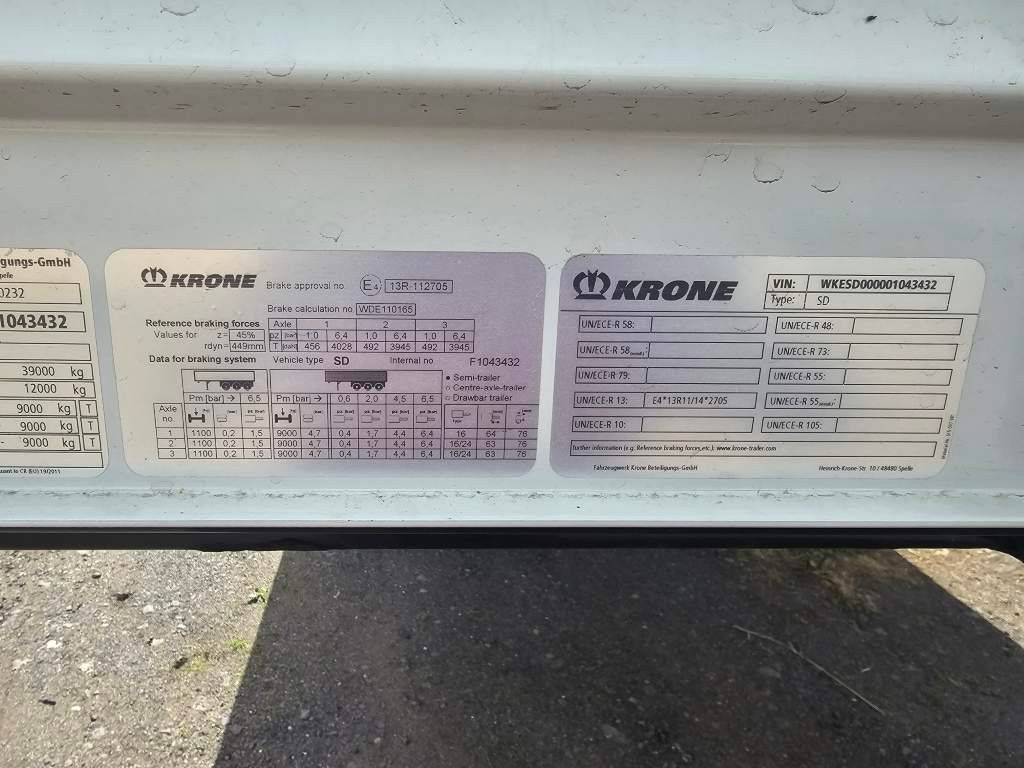 igungs-GmbH
pelle
0232
1043432
39000 kg
12000 kg
9000 kg T
9000 kg T
9000 kg T
KRONE
Brake approval no. E4 13R-112705
Brake calculation no. WDE110165
Reference braking forces Axle 1 2 3
Values for z= 45% pz [bar] 1,0 6,4 1,0 6,4 1,0 6,4
rdyn= 449mm T [daN] 456 4028 492 3945 492 3945
Data for braking system Vehicle type SD Internal no F1043432
• Semi-trailer
○ Centre-axle-trailer
○ Drawbar trailer
Pm [bar] → 6,5 Pm [bar] → 0,6 2,0 4,5 6,5
Axle no.
1 1100 0,2 1,5 9000 4,7 0,4 1,7 4,4 6,4 16 64 76
2 1100 0,2 1,5 9000 4,7 0,4 1,7 4,4 6,4 16/24 63 76
3 1100 0,2 1,5 9000 4,7 0,4 1,7 4,4 6,4 16/24 63 76
KRONE
VIN: WKESD000001043432
Type: SD
UN/ECE-R 58: UN/ECE-R 48:
UN/ECE-R 58 UN/ECE-R 73:
UN/ECE-R 79: UN/ECE-R 55:
UN/ECE-R 13: E4*13R11/14*2705 UN/ECE-R 55
UN/ECE-R 10: UN/ECE-R 105:
further information (e.g. Reference braking forces,etc.): www.krone-trailer.com
Fahrzeugwerk Krone Beteiligungs-GmbH Heinrich-Krone-Str. 10 / 48480 Spelle